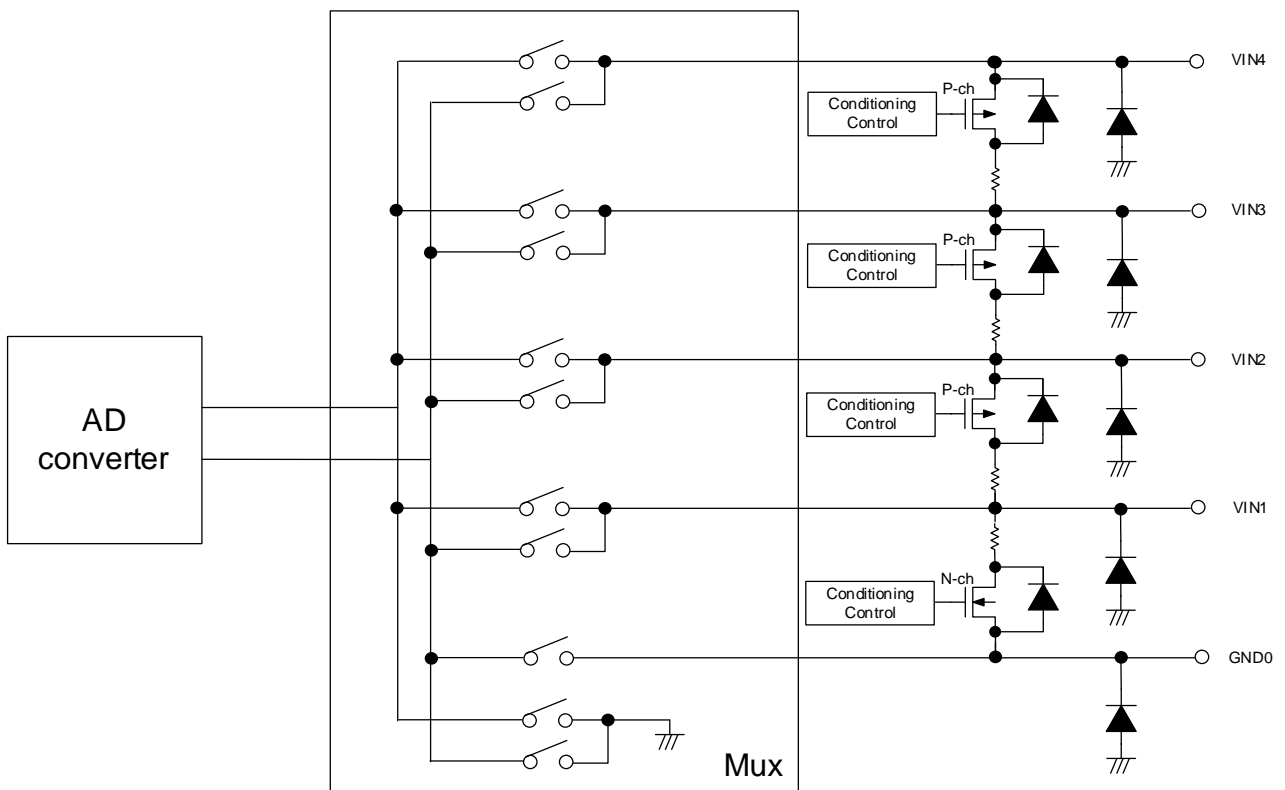 VIN4
P-ch
Conditioning
Control
VIN3
P-ch
Conditioning
Control
VIN2
P-ch
Conditioning
Control
AD
converter
VIN1
N-ch
Conditioning
Control
GND0
Mux